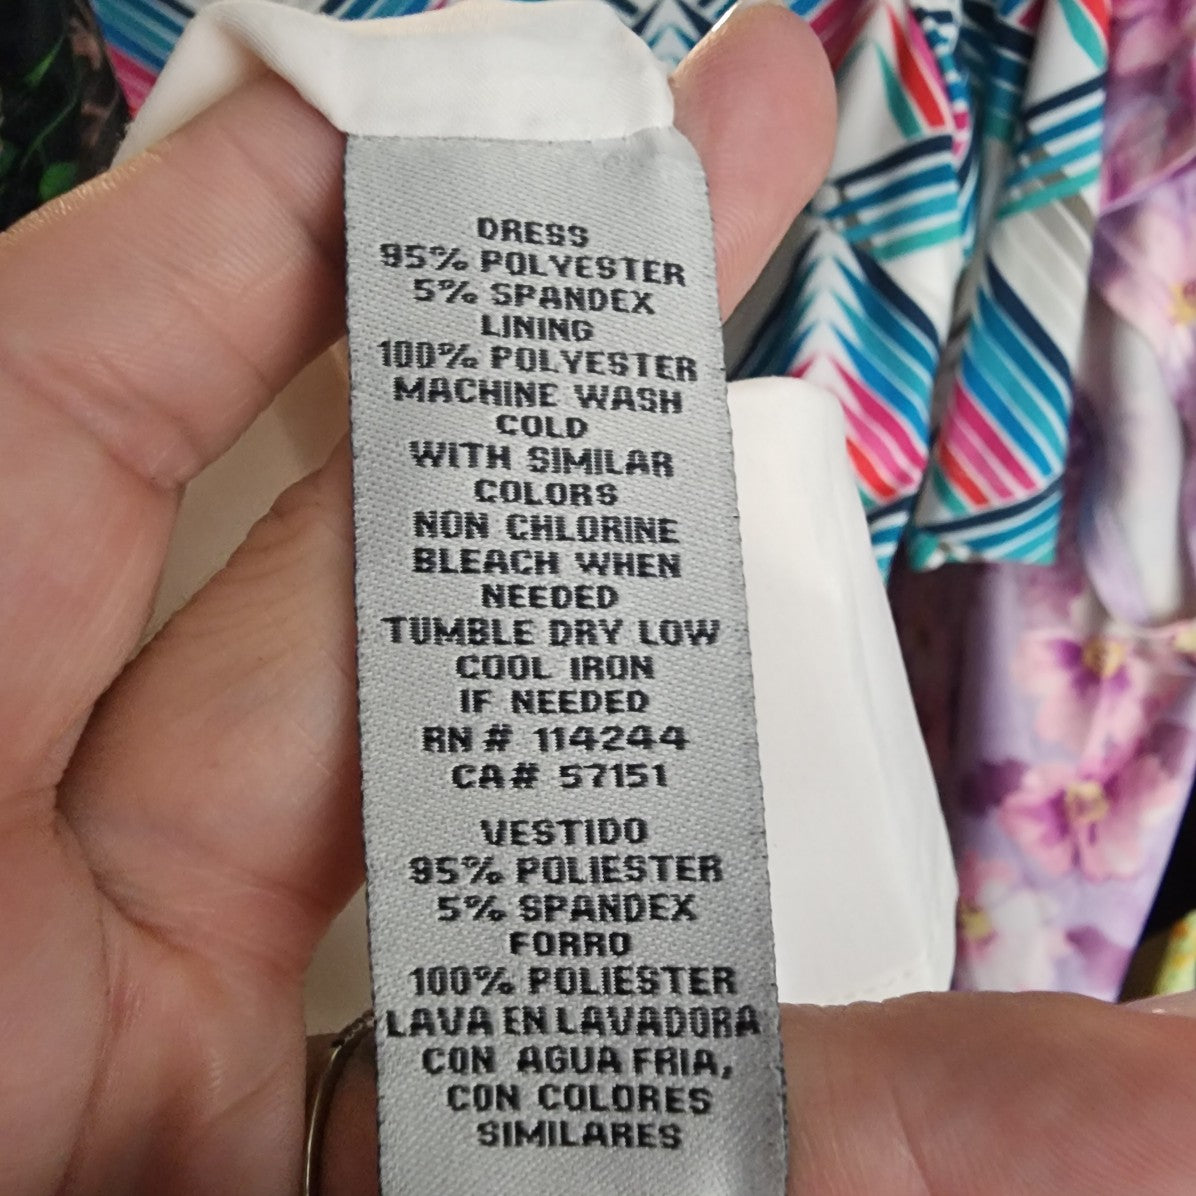 DRESS
95% POLYESTER
5% SPANDEX
LINING
100% POLYESTER
MACHINE WASH
COLD
WITH SIMILAR
COLORS
NON CHLORINE
BLEACH WHEN
NEEDED
TUMBLE DRY LOW
COOL IRON
IF NEEDED
RN # 114244
CA# 57151
VESTIDO
95% POLIESTER
5% SPANDEX
FORRO
100% POLIESTER
LAVA EN LAVADORA
CON AGUA FRIA,
CON COLORES
SIMILARES